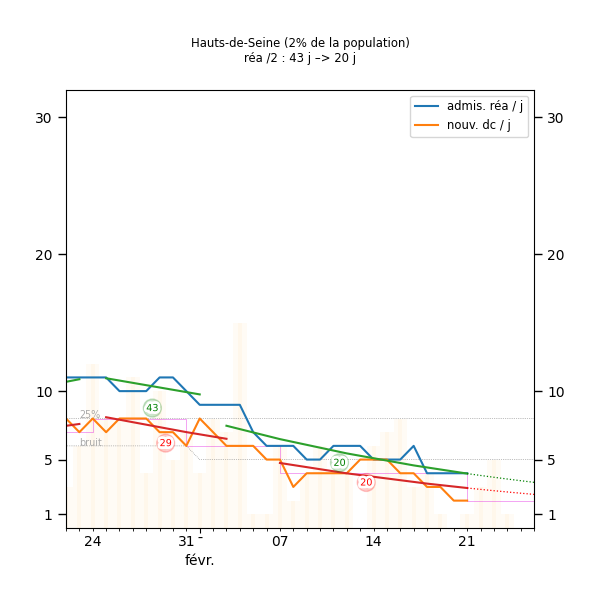 Hauts-de-Seine (2% de la population)
réa /2 : 43 j –> 20 j
admis. réa / j
nouv. dc / j
30 30
20 20
10 10
25%
43
bruit
29
5 5
20
20
1 1
24 31 - 07 14 21
févr.